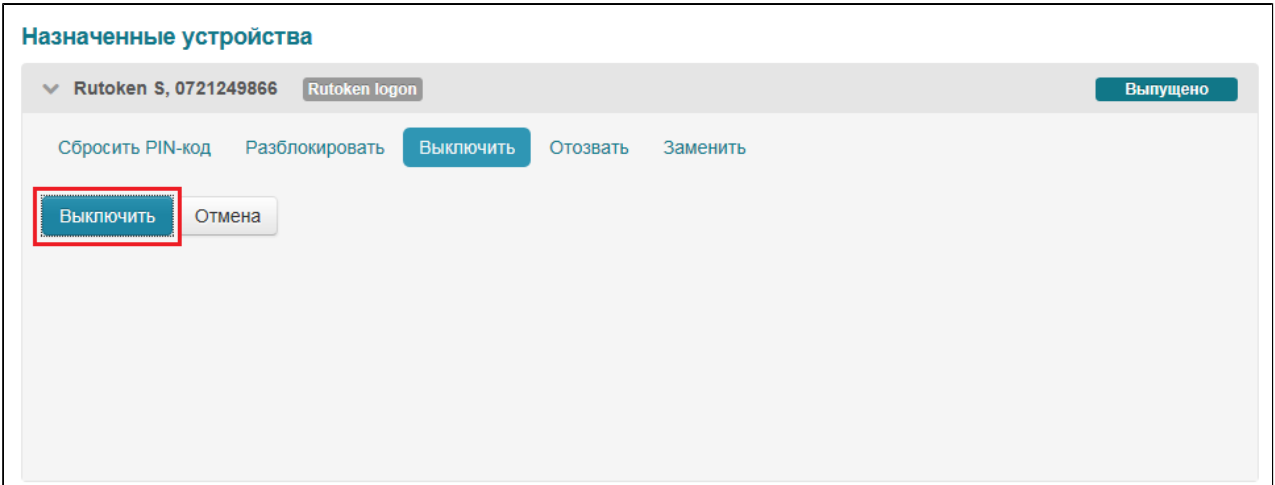 Назначенные устройства
Rutoken S, 0721249866 Rutoken logon Выпущено
Сбросить PIN-код Разблокировать Выключить Отозвать Заменить
Выключить Отмена